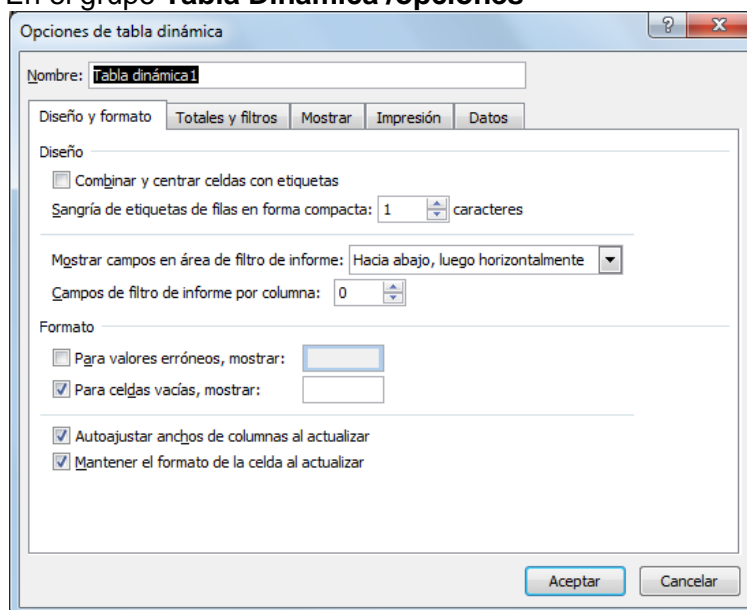 En el grupo Tabla Dinámica /opciones
Opciones de tabla dinámica
Nombre: Tabla dinámica1
Diseño y formato Totales y filtros Mostrar Impresión Datos
Diseño
Combinar y centrar celdas con etiquetas
Sangría de etiquetas de filas en forma compacta: 1 caracteres
Mostrar campos en área de filtro de informe: Hacia abajo, luego horizontalmente
Campos de filtro de informe por columna: 0
Formato
Para valores erróneos, mostrar:
Para celdas vacías, mostrar:
Autoajustar anchos de columnas al actualizar
Mantener el formato de la celda al actualizar
Aceptar Cancelar